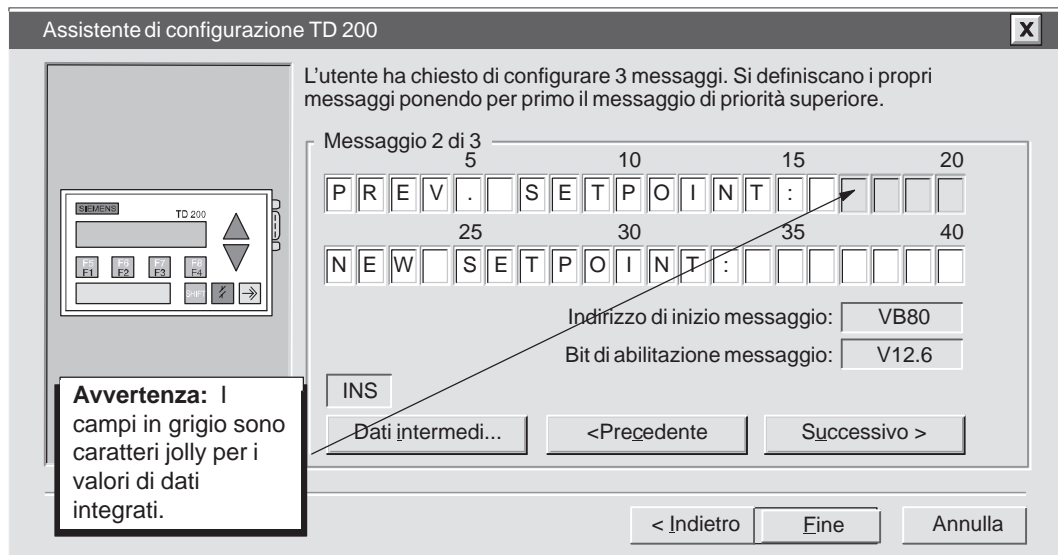 Assistente di configurazione TD 200
X
L'utente ha chiesto di configurare 3 messaggi. Si definiscano i propri
messaggi ponendo per primo il messaggio di priorità superiore.
Messaggio 2 di 3
5 10 15 20
PREV. SETPOINT:
25 30 35 40
NEW SETPOINT:
Indirizzo di inizio messaggio: VB80
Bit di abilitazione messaggio: V12.6
INS
Dati intermedi... <Precedente Successivo >
SIEMENS
TD 200
F5 F6 F7 F8
F1 F2 F3 F4
SHIFT
Avvertenza: I
campi in grigio sono
caratteri jolly per i
valori di dati
integrati.
< Indietro Fine Annulla